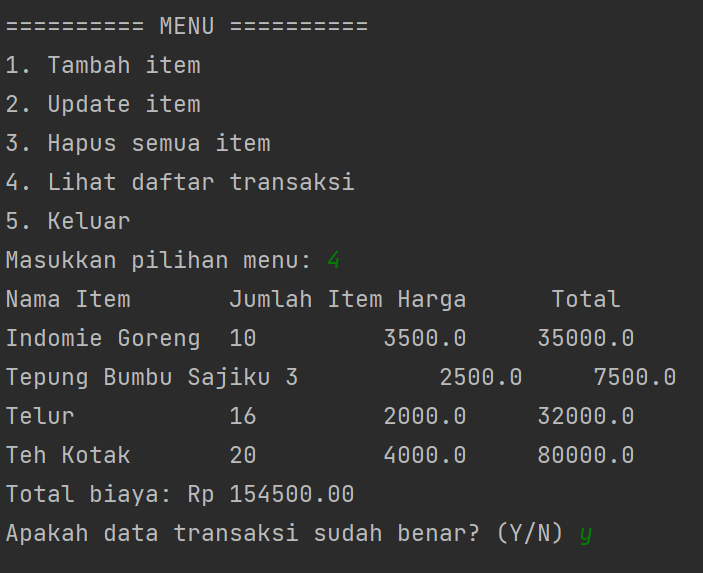 ========== MENU ==========
1. Tambah item
2. Update item
3. Hapus semua item
4. Lihat daftar transaksi
5. Keluar
Masukkan pilihan menu: 4
Nama Item       Jumlah Item Harga      Total
Indomie Goreng  10         3500.0     35000.0
Tepung Bumbu Sajiku 3          2500.0     7500.0
Telur           16         2000.0     32000.0
Teh Kotak       20         4000.0     80000.0
Total biaya: Rp 154500.00
Apakah data transaksi sudah benar? (Y/N) y